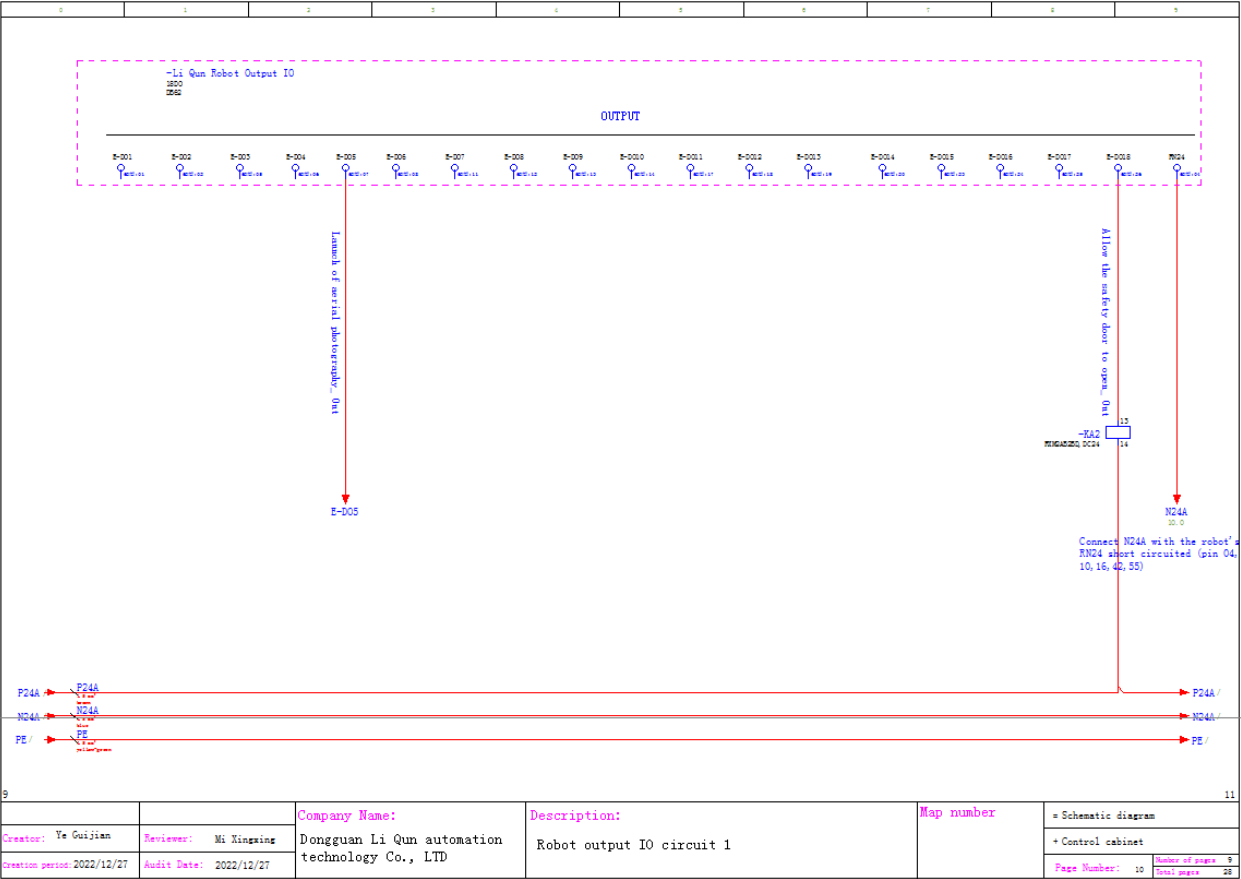 0 1 2 3 4 5 6 7 8 9
-Li Qun Robot Output IO
18DO
DB62
OUTPUT
E-DO1 E-DO2 E-DO3 E-DO4 E-DO5 E-DO6 E-DO7 E-DO8 E-DO9 E-DO10 E-DO11 E-DO12 E-DO13 E-DO14 E-DO15 E-DO16 E-DO17 E-DO18 RN24
Launch of aerial photography_ Out
Allow the safety door to open_ Out
13
-KA2
14
E-DO5
N24A
10.0
Connect N24A with the robot's
RN24 short circuited (pin 04,
10,16,42,55)
P24A P24A P24A/
N24A N24A N24A/
PE/ PE PE/
yellow-green
9 11
Company Name: Description: Map number = Schematic diagram
Creator: Ye Guijian Reviewer: Mi Xingxing Dongguan Li Qun automation Robot output IO circuit 1 + Control cabinet
technology Co., LTD
Creation period: 2022/12/27 Audit Date: 2022/12/27 Page Number: 10 Number of pages 9
Total pages 28